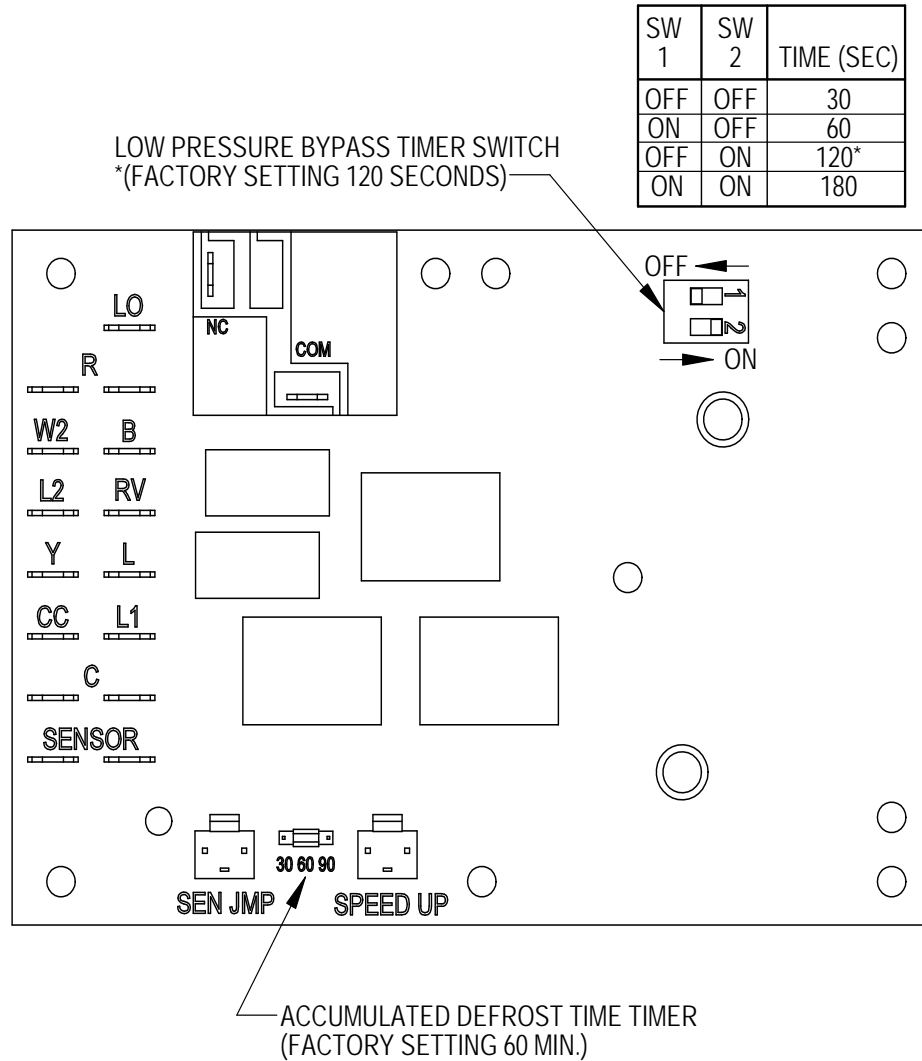 SW 1 SW 2 TIME (SEC)
OFF OFF 30
ON OFF 60
OFF ON 120*
ON ON 180
LOW PRESSURE BYPASS TIMER SWITCH
*(FACTORY SETTING 120 SECONDS)
OFF
1
2
ON
NC
COM
LO
R
W2 B
L2 RV
Y L
CC L1
C
SENSOR
30 60 90
SEN JMP SPEED UP
ACCUMULATED DEFROST TIME TIMER
(FACTORY SETTING 60 MIN.)